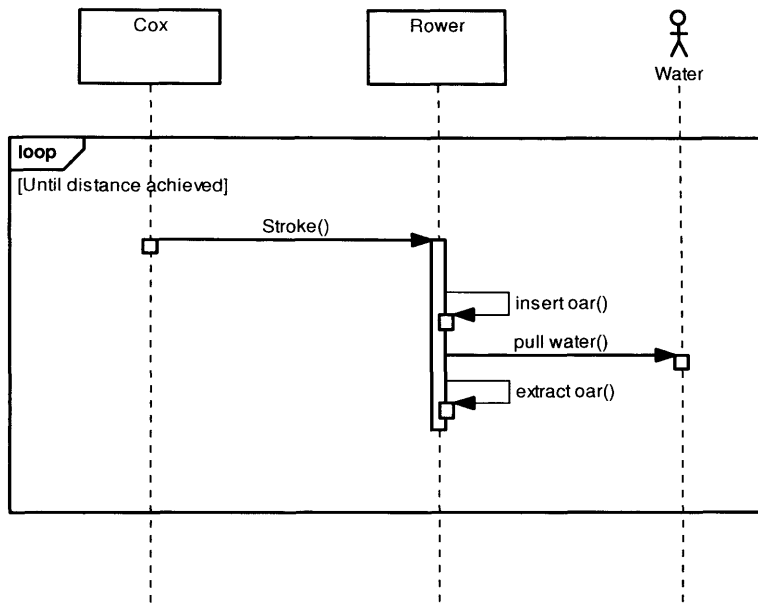 Cox
Rower
Water
loop
[Until distance achieved]
Stroke()
insert oar()
pull water()
extract oar()